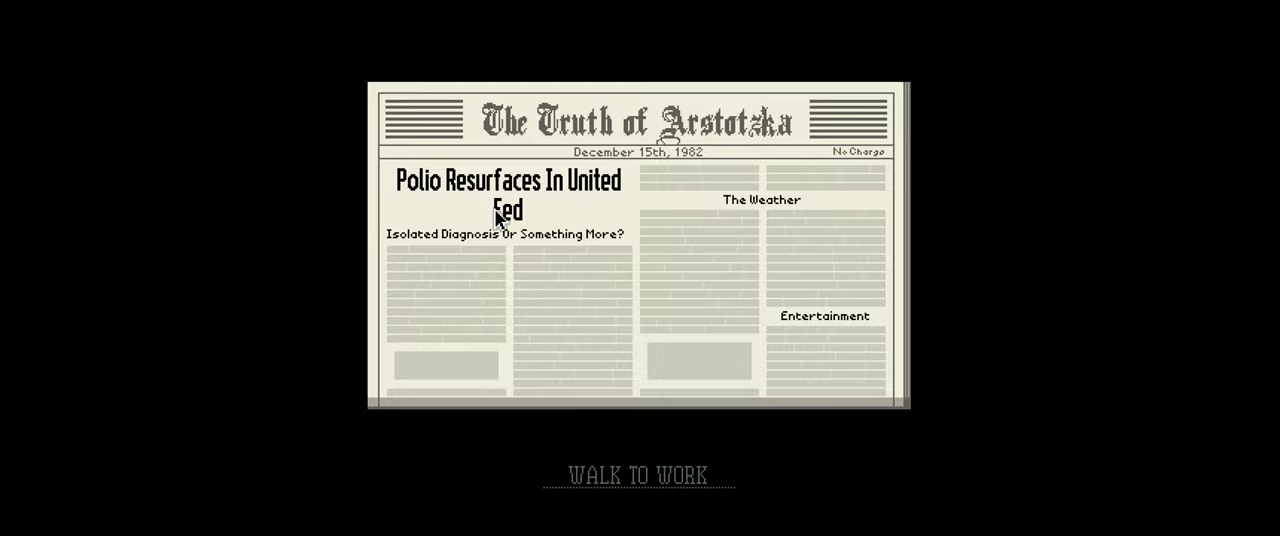 The Truth of Arstotzka
December 15th, 1982
No Charge
Polio Resurfaces In United
Fed
Isolated Diagnosis Or Something More?
The Weather
Entertainment
WALK TO WORK